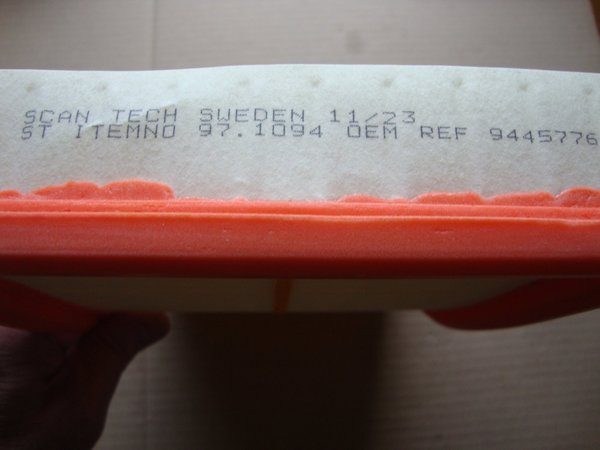 SCAN TECH SWEDEN 11/23
ST ITEMNO 97.1094 OEM REF 9445776